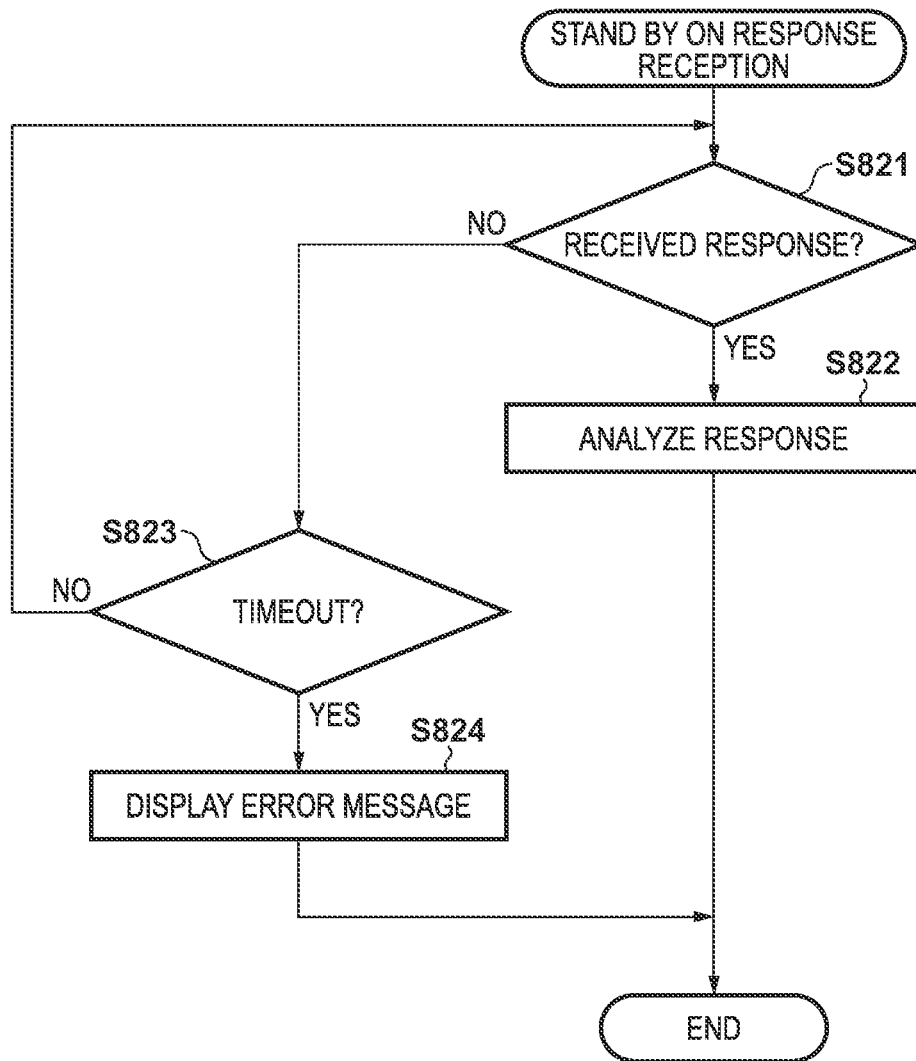 STAND BY ON RESPONSE
RECEPTION
S821
NO
RECEIVED RESPONSE?
YES
S822
ANALYZE RESPONSE
S823
NO
TIMEOUT?
YES
S824
DISPLAY ERROR MESSAGE
END